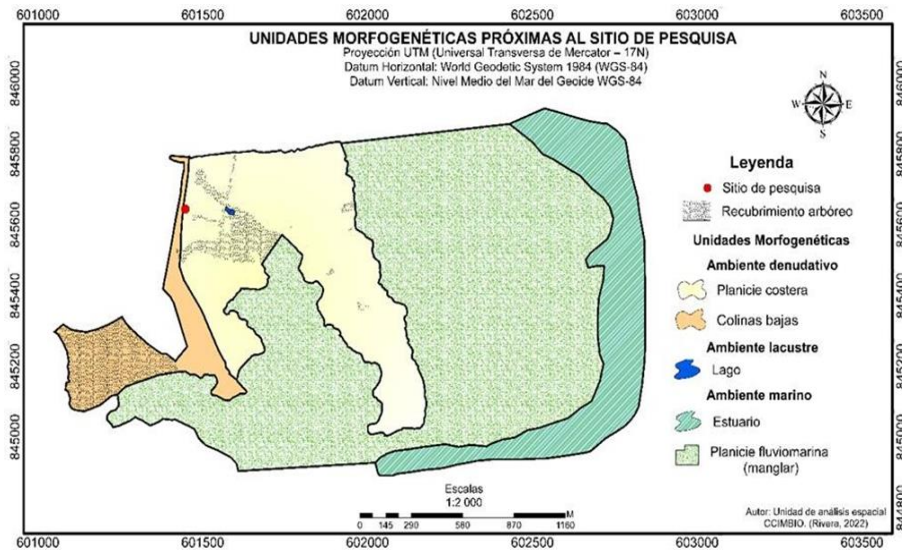 601000 601500 602000 602500 603000 603500
UNIDADES MORFOGENÉTICAS PRÓXIMAS AL SITIO DE PESQUISA
Proyección UTM (Universal Transversa de Mercator – 17N)
Datum Horizontal: World Geodetic System 1984 (WGS-84)
Datum Vertical: Nivel Medio del Mar del Geoide WGS-84
846000 846000
N
W E
S
845800 845800
Leyenda
Sitio de pesquisa
Recubrimiento arbóreo
845600 845600
Unidades Morfogenéticas
Ambiente denudativo
Planicie costera
845400 845400
Colinas bajas
Ambiente lacustre
Lago
845200 845200
Ambiente marino
Estuario
845000 845000
Planicie fluviomarina
(manglar)
Escalas
1:2 000
M
0 145 290 580 870 1160
Autor: Unidad de análisis espacial
CCIMBIO. (Rivera, 2022)
844800
601000 601500 602000 602500 603000 603500